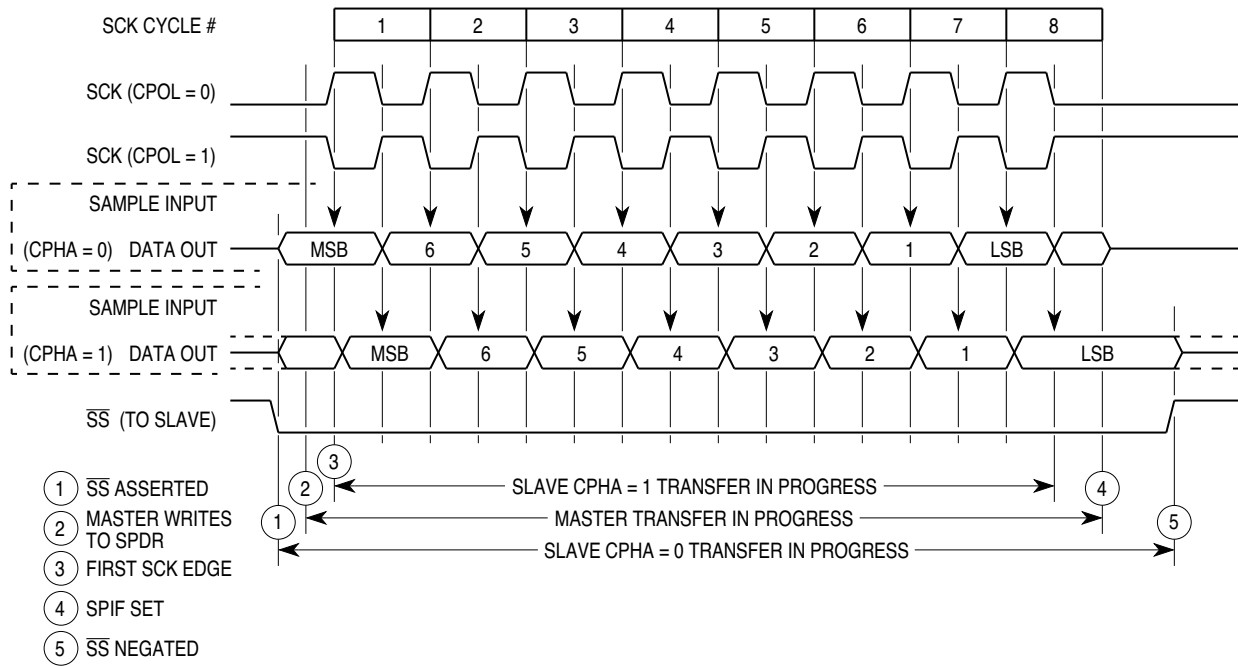 SCK CYCLE # 1 2 3 4 5 6 7 8
SCK (CPOL = 0)
SCK (CPOL = 1)
SAMPLE INPUT
(CPHA = 0) DATA OUT MSB 6 5 4 3 2 1 LSB
SAMPLE INPUT
(CPHA = 1) DATA OUT MSB 6 5 4 3 2 1 LSB
SS (TO SLAVE)
3 SLAVE CPHA = 1 TRANSFER IN PROGRESS
2 MASTER TRANSFER IN PROGRESS 4
1 SLAVE CPHA = 0 TRANSFER IN PROGRESS 5
1 SS ASSERTED
2 MASTER WRITES
TO SPDR
3 FIRST SCK EDGE
4 SPIF SET
5 SS NEGATED